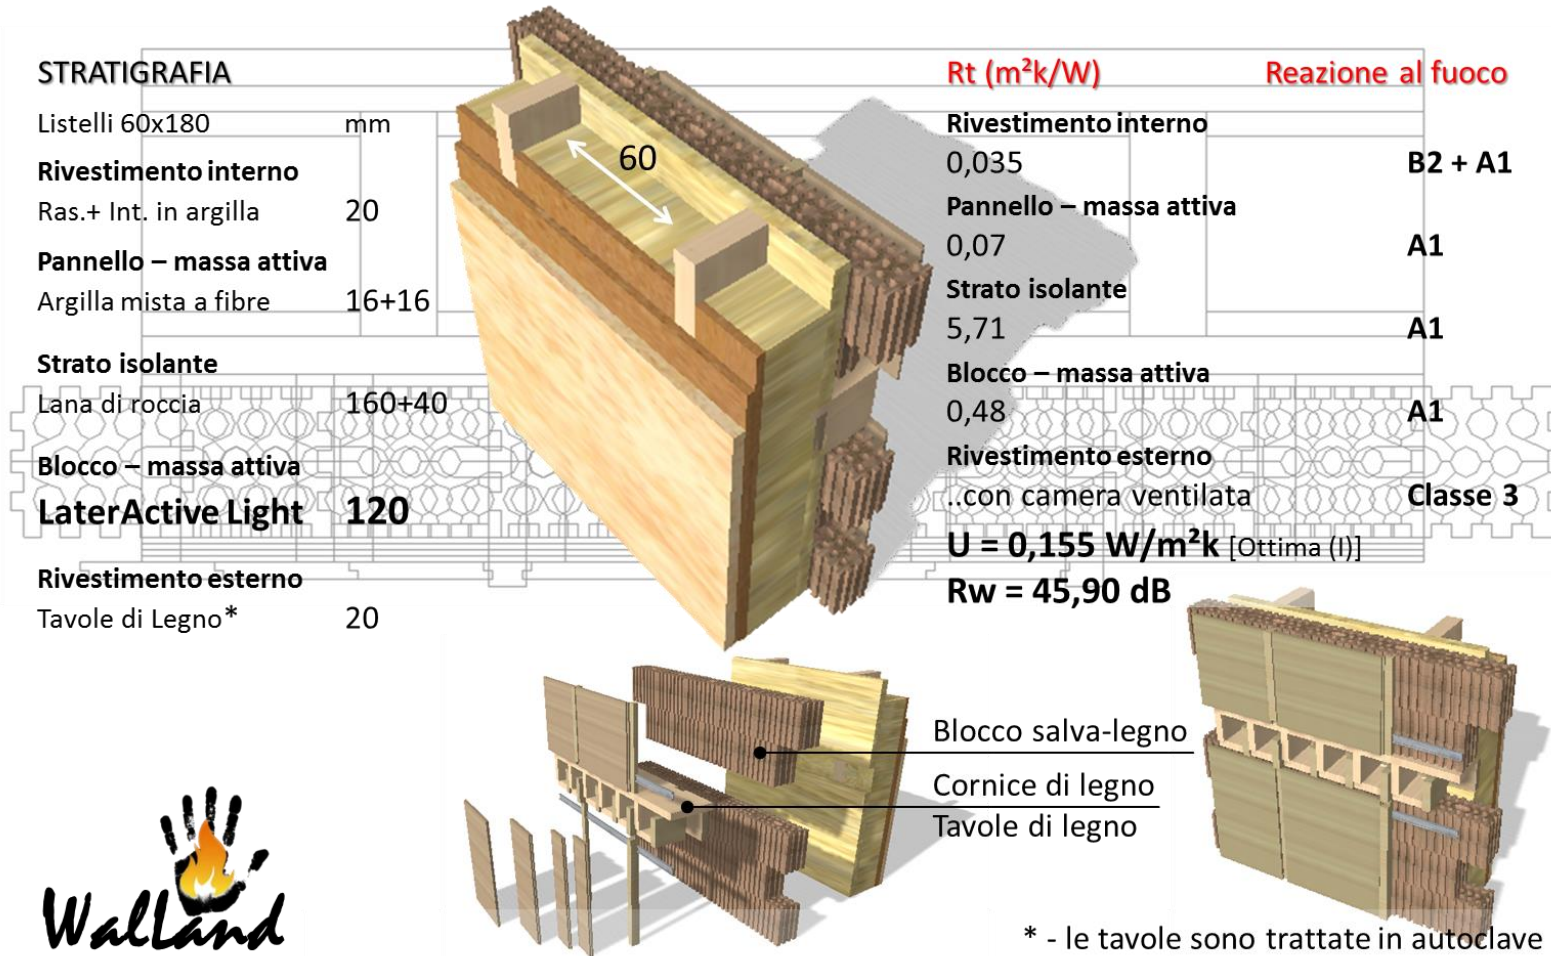 STRATIGRAFIA
Listelli 60x180 mm
Rivestimento interno
Ras.+ Int. in argilla 20
Pannello – massa attiva
Argilla mista a fibre 16+16
Strato isolante
Lana di roccia 160+40
Blocco – massa attiva
LaterActive Light 120
Rivestimento esterno
Tavole di Legno* 20
60
Rt (m²k/W) Reazione al fuoco
Rivestimento interno
0,035 B2 + A1
Pannello – massa attiva
0,07 A1
Strato isolante
5,71 A1
Blocco – massa attiva
0,48 A1
Rivestimento esterno
..con camera ventilata Classe 3
U = 0,155 W/m²k [Ottima (I)]
Rw = 45,90 dB
Blocco salva-legno
Cornice di legno
Tavole di legno
WalLand
* - le tavole sono trattate in autoclave